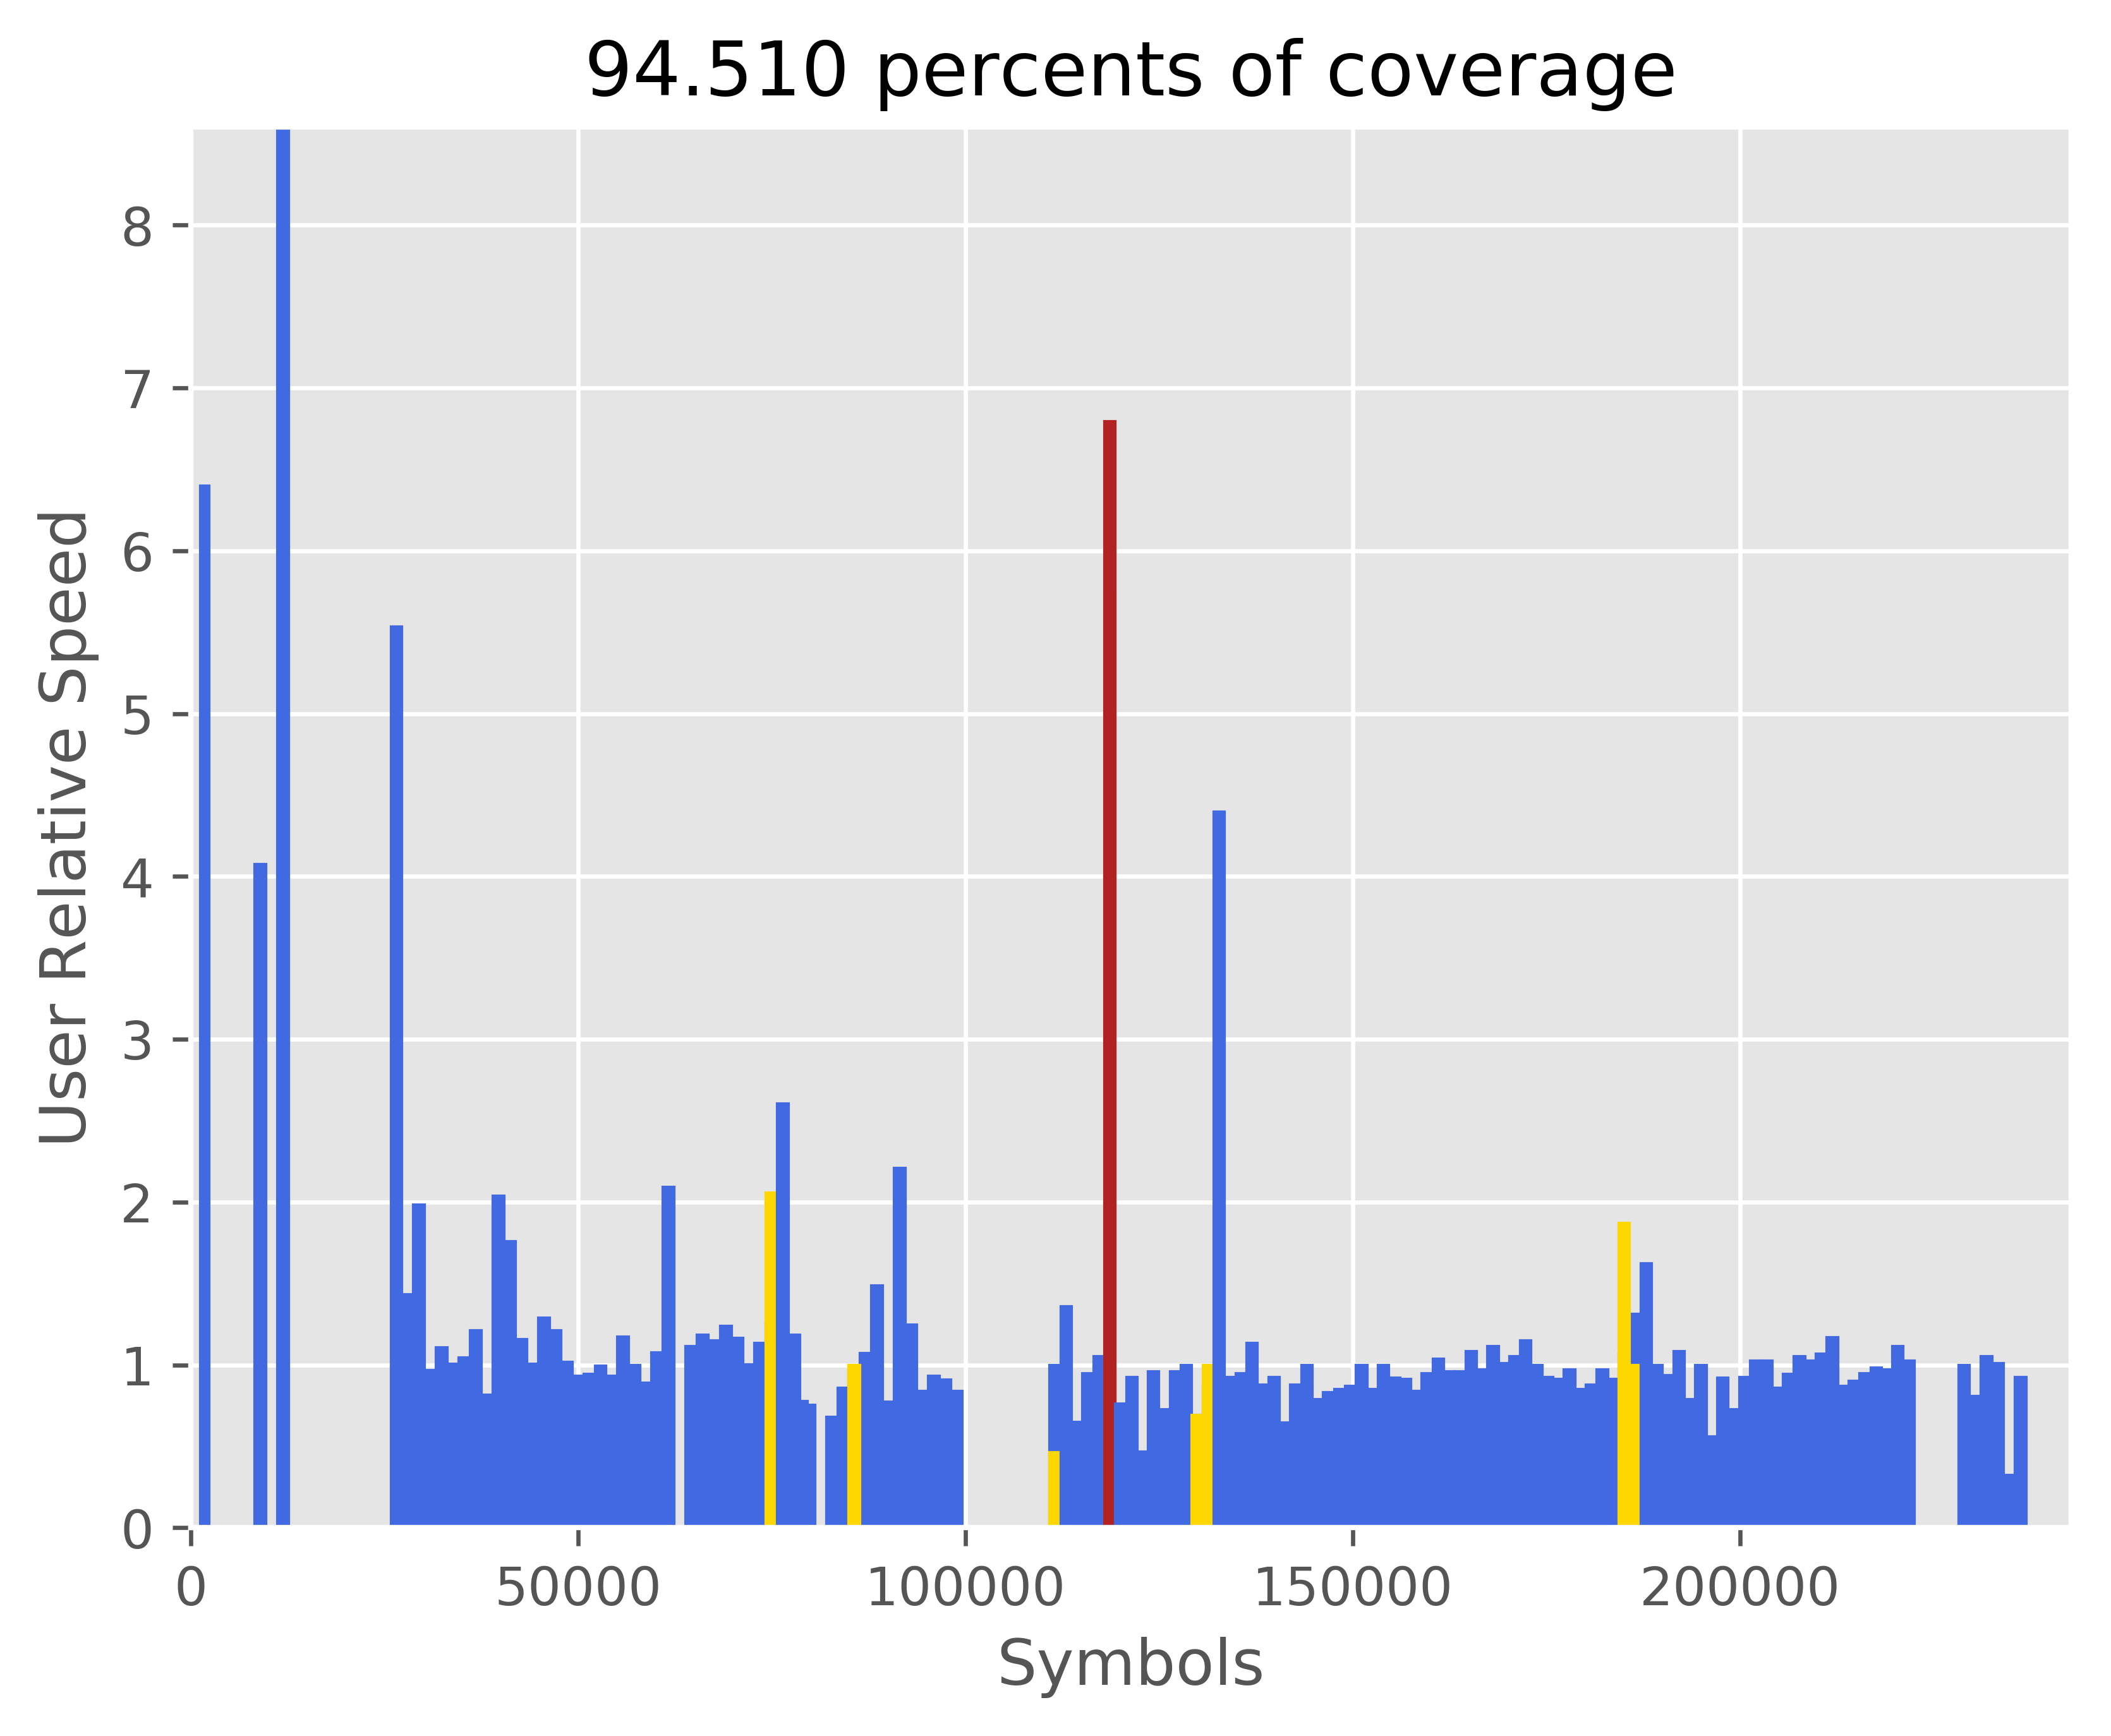 94.510 percents of coverage
User Relative Speed
8
7
6
5
4
3
2
1
0
0 50000 100000 150000 200000
Symbols